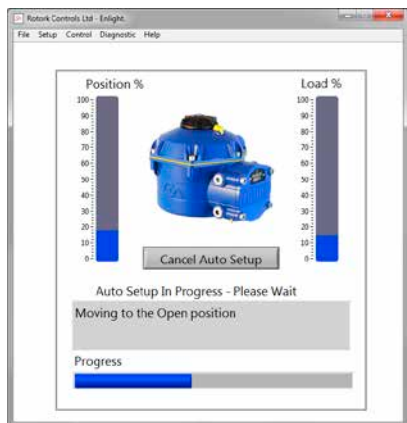 Rotork Controls Ltd - Enlight.
File Setup Control Diagnostic Help
Position %
Load %
100
90
80
70
60
50
40
30
20
10
0
100
90
80
70
60
50
40
30
20
10
0
Cancel Auto Setup
Auto Setup In Progress - Please Wait
Moving to the Open position
Progress